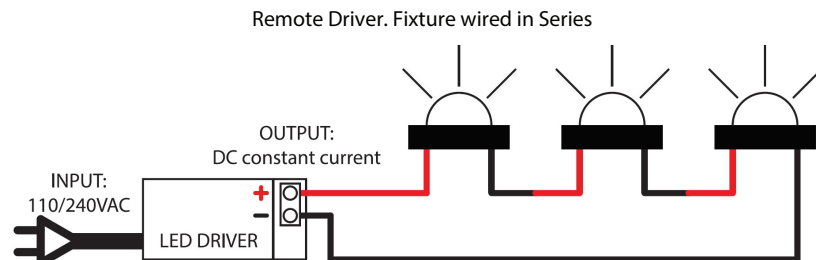 Remote Driver. Fixture wired in Series
OUTPUT:
DC constant current
INPUT:
110/240VAC
+
−
LED DRIVER